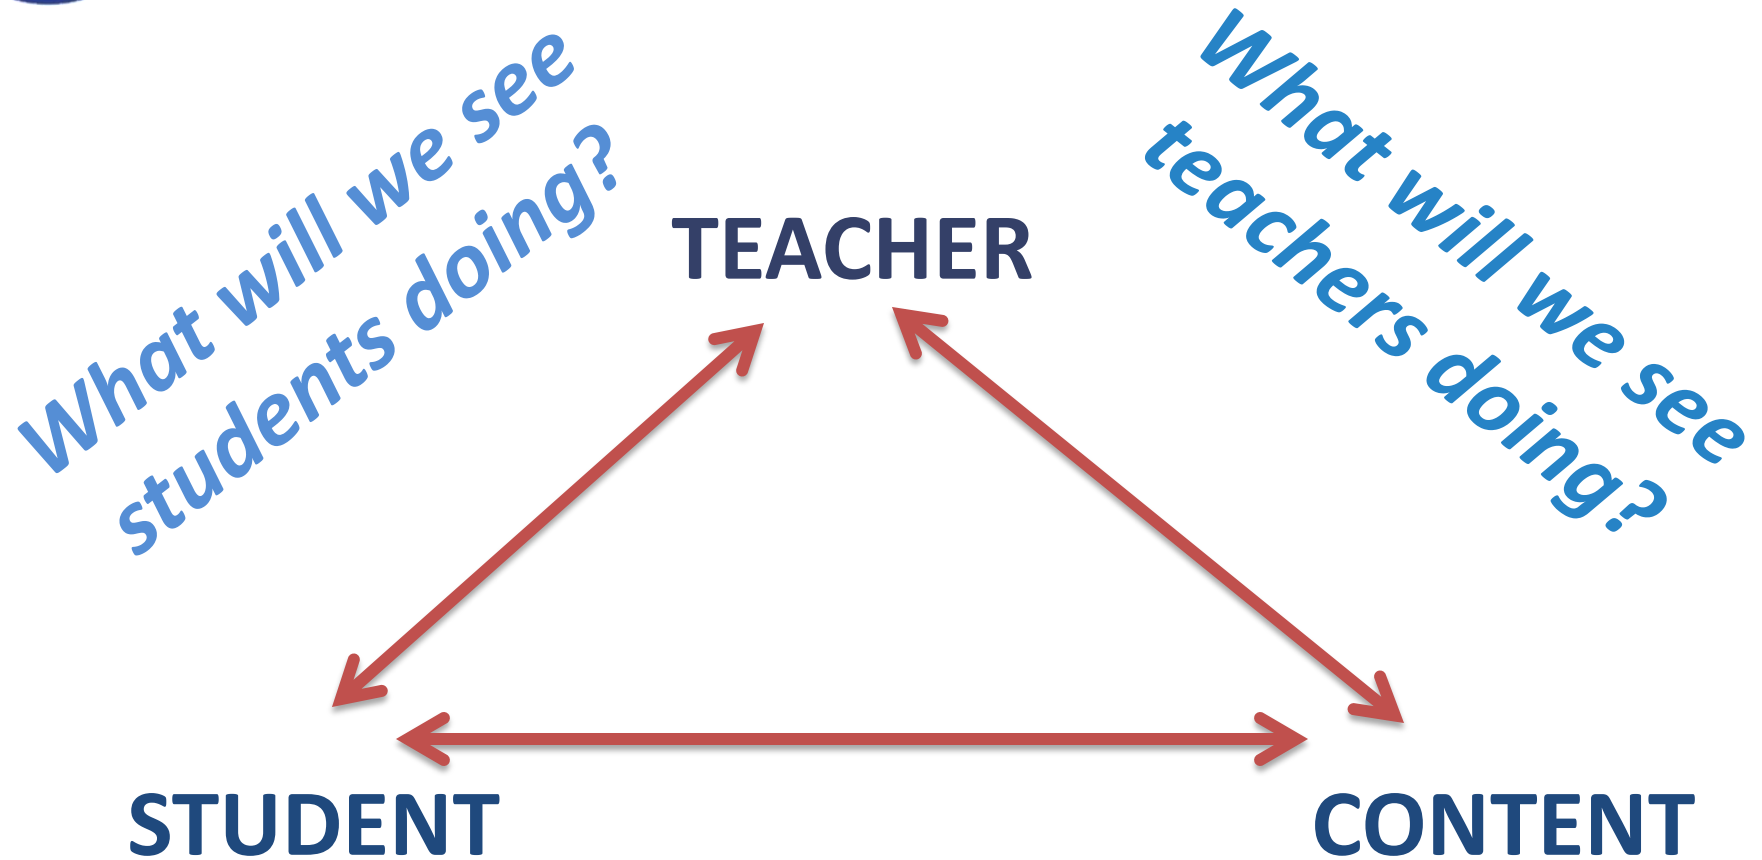 What will we see
students doing?
What will we see
teachers doing?
TEACHER
STUDENT
CONTENT